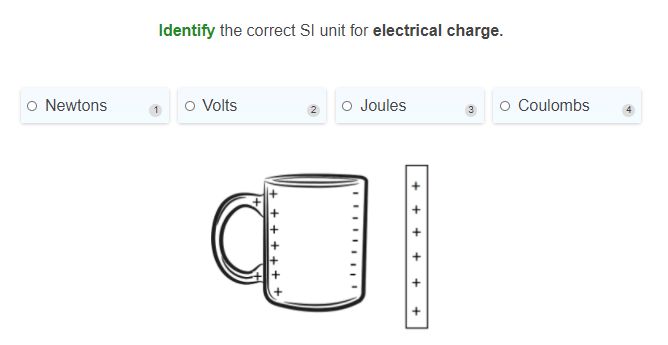 Identify the correct SI unit for electrical charge.
Newtons 1 Volts 2 Joules 3 Coulombs 4